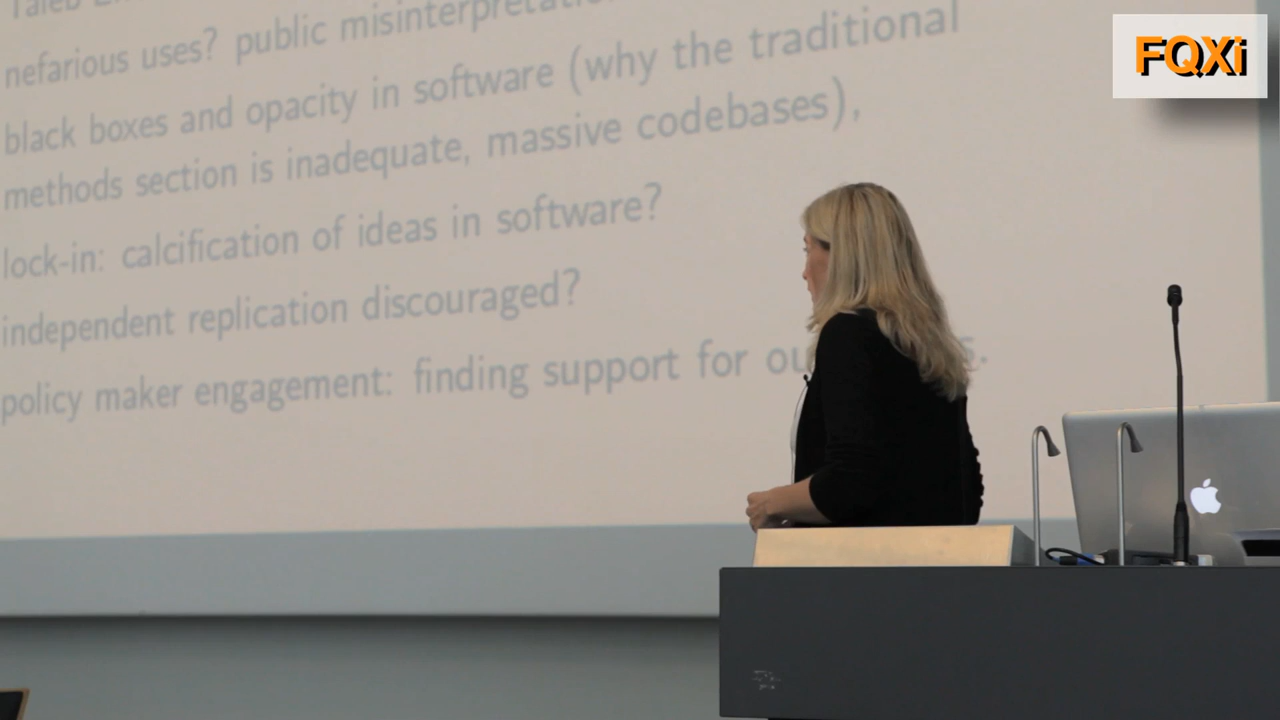 Taleb
nefarious uses? public
black boxes and opacity in software (why the traditional
methods section is inadequate, massive codebases),
lock-in: calcification of ideas in software?
independent replication discouraged?
policy maker engagement: finding support for
FQXi